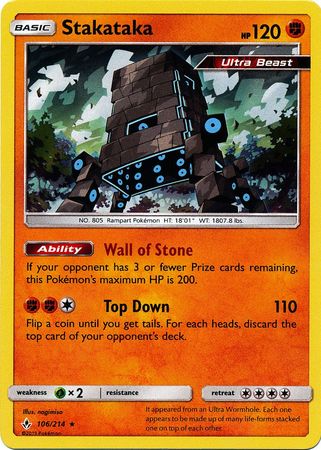 BASIC
Stakataka
HP 120
Ultra Beast
NO. 805 Rampart Pokémon HT: 18'01" WT: 1807.8 lbs.
Ability Wall of Stone
If your opponent has 3 or fewer Prize cards remaining,
this Pokémon's maximum HP is 200.
Top Down 110
Flip a coin until you get tails. For each heads, discard the
top card of your opponent's deck.
weakness × 2 resistance retreat
Illus. nagimiso
106/214 ★
©2019 Pokémon
It appeared from an Ultra Wormhole. Each one
appears to be made up of many life-forms stacked
one on top of another.